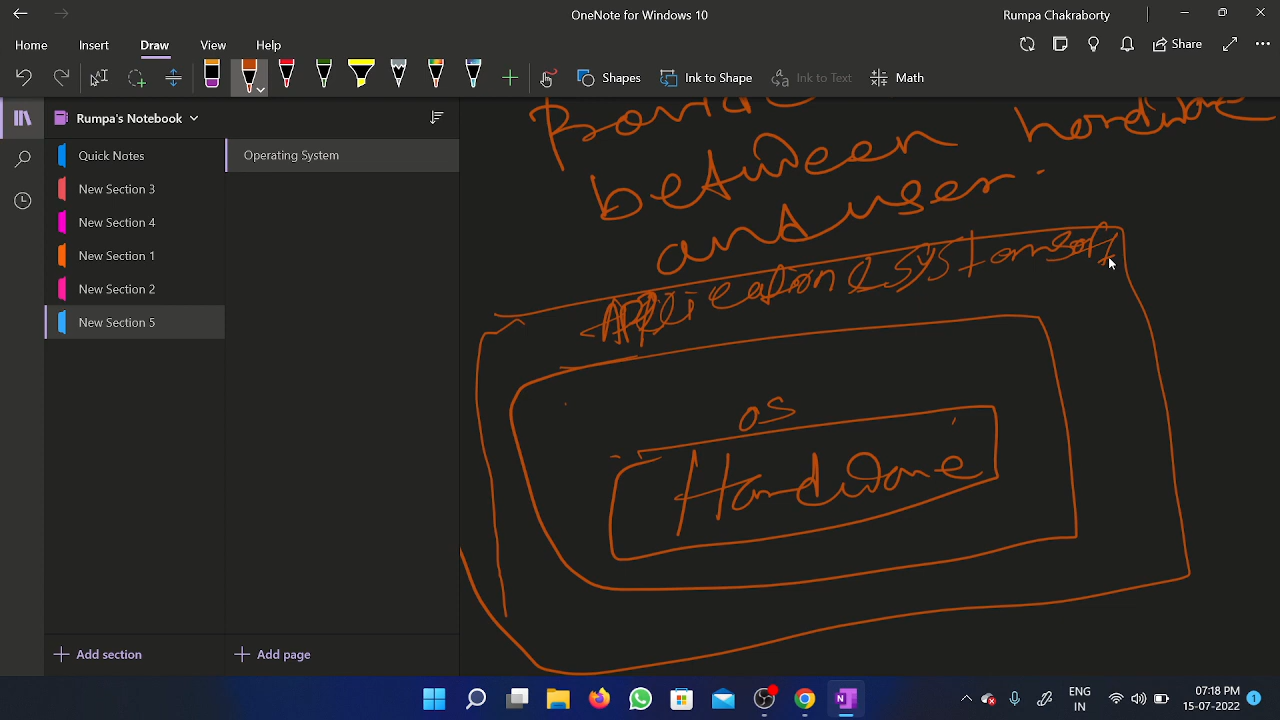 OneNote for Windows 10
Rumpa Chakraborty
Home Insert Draw View Help
Share
Shapes Ink to Shape Ink to Text Math
Rumpa's Notebook
Quick Notes
New Section 3
New Section 4
New Section 1
New Section 2
New Section 5
Add section
Operating System
Add page
between hardware
and user.
Application & System soft
OS
Hardware
ENG
IN
07:18 PM
15-07-2022
1